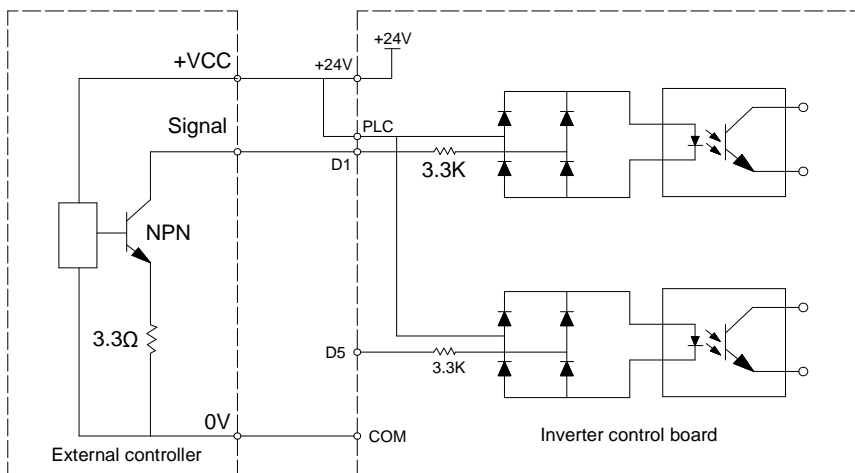 +24V
+VCC
+24V
Signal
PLC
D1
3.3K
NPN
3.3Ω
D5
3.3K
0V
COM
External controller
Inverter control board